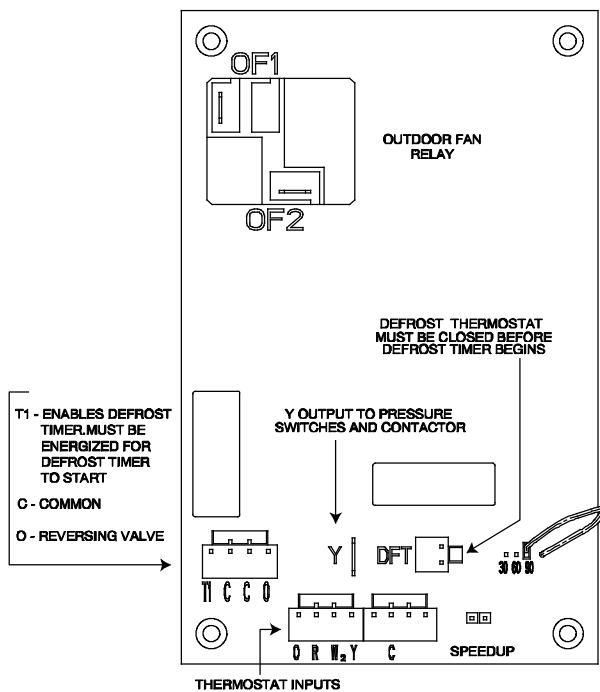 OF1
OUTDOOR FAN
RELAY
OF2
DEFROST THERMOSTAT
MUST BE CLOSED BEFORE
DEFROST TIMER BEGINS
T1 - ENABLES DEFROST
TIMER.MUST BE
ENERGIZED FOR
DEFROST TIMER
TO START
C - COMMON
O - REVERSING VALVE
Y OUTPUT TO PRESSURE
SWITCHES AND CONTACTOR
Y
DFT
30 60 90
T1 C C O
O R W₂ Y C
SPEEDUP
THERMOSTAT INPUTS